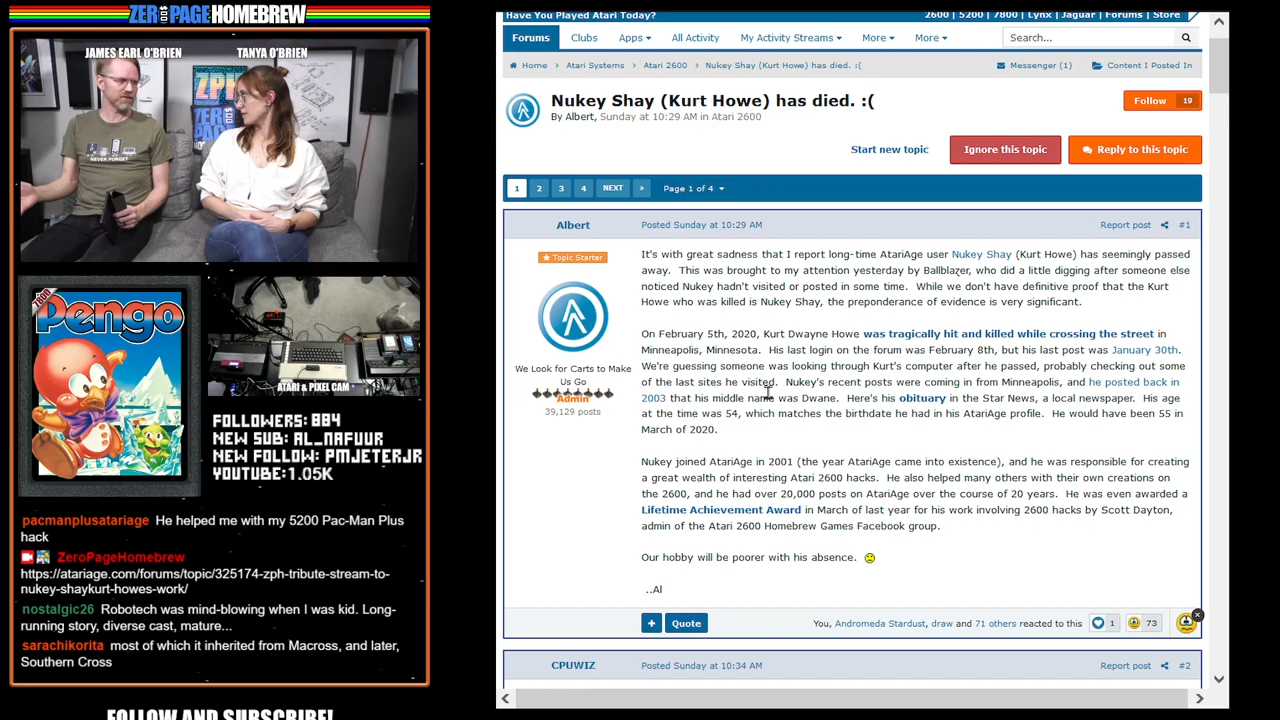 ZERO PAGE HOMEBREW
JAMES EARL O'BRIEN
TANYA O'BRIEN
NEVER FORGET
ZPH
Pengo
7800
ATARI & PIXEL CAM
FOLLOWERS: 884
NEW SUB: AL_NAFUUR
NEW FOLLOW: PMJETERJR
YOUTUBE: 1.05K
pacmanplusatariage He helped me with my 5200 Pac-Man Plus
hack
ZeroPageHomebrew
https://atariage.com/forums/topic/325174-zph-tribute-stream-to-
nukey-shaykurt-howes-work/
nostalgic26 Robotech was mind-blowing when I was kid. Long-
running story, diverse cast, mature...
sarachikorita most of which it inherited from Macross, and later,
Southern Cross
FOLLOW AND SUBSCRIBE!
Have You Played Atari Today?
2600 | 5200 | 7800 | Lynx | Jaguar | Forums | Store
Forums Clubs Apps All Activity My Activity Streams More More Search...
Home > Atari Systems > Atari 2600 > Nukey Shay (Kurt Howe) has died. :(
Messenger (1) Content I Posted In
Nukey Shay (Kurt Howe) has died. :(
Follow 19
By Albert, Sunday at 10:29 AM in Atari 2600
Start new topic Ignore this topic Reply to this topic
1 2 3 4 NEXT » Page 1 of 4
Albert Posted Sunday at 10:29 AM Report post #1
Topic Starter
We Look for Carts to Make
Us Go
Admin
39,129 posts
It's with great sadness that I report long-time AtariAge user Nukey Shay (Kurt Howe) has seemingly passed
away. This was brought to my attention yesterday by Ballblazer, who did a little digging after someone else
noticed Nukey hadn't visited or posted in some time. While we don't have definitive proof that the Kurt
Howe who was killed is Nukey Shay, the preponderance of evidence is very significant.
On February 5th, 2020, Kurt Dwayne Howe was tragically hit and killed while crossing the street in
Minneapolis, Minnesota. His last login on the forum was February 8th, but his last post was January 30th.
We're guessing someone was looking through Kurt's computer after he passed, probably checking out some
of the last sites he visited. Nukey's recent posts were coming in from Minneapolis, and he posted back in
2003 that his middle name was Dwane. Here's his obituary in the Star News, a local newspaper. His age
at the time was 54, which matches the birthdate he had in his AtariAge profile. He would have been 55 in
March of 2020.
Nukey joined AtariAge in 2001 (the year AtariAge came into existence), and he was responsible for creating
a great wealth of interesting Atari 2600 hacks. He also helped many others with their own creations on
the 2600, and he had over 20,000 posts on AtariAge over the course of 20 years. He was even awarded a
Lifetime Achievement Award in March of last year for his work involving 2600 hacks by Scott Dayton,
admin of the Atari 2600 Homebrew Games Facebook group.
Our hobby will be poorer with his absence.
..Al
+ Quote You, Andromeda Stardust, draw and 71 others reacted to this 1 73
CPUWIZ Posted Sunday at 10:34 AM Report post #2